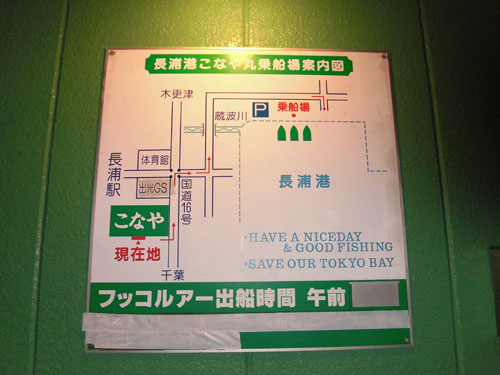 長浦港こなや丸乗船場案内図
木更津
蔵波川
P
乗船場
長浦駅
体育館
出光GS
国道16号
長浦港
こなや
現在地
千葉
・HAVE A NICEDAY
& GOOD FISHING
・SAVE OUR TOKYO BAY
フッコルアー出船時間 午前